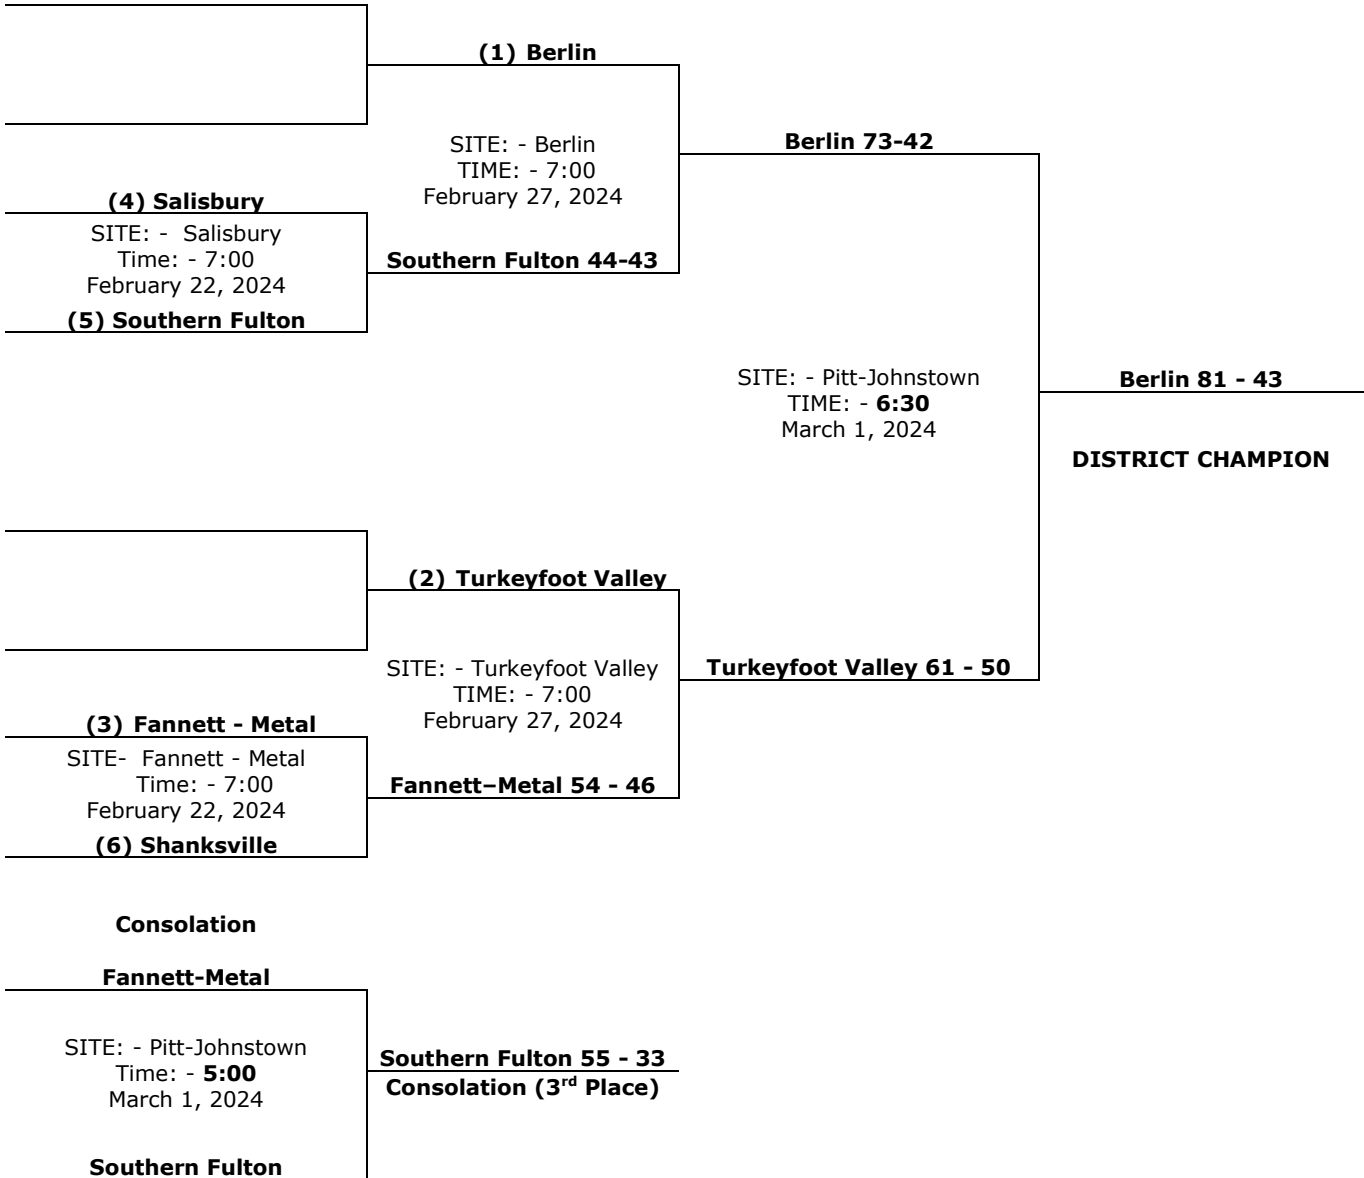 (1) Berlin
SITE: - Berlin
TIME: - 7:00
February 27, 2024
Berlin 73-42
(4) Salisbury
SITE: - Salisbury
Time: - 7:00
February 22, 2024
(5) Southern Fulton
Southern Fulton 44-43
SITE: - Pitt-Johnstown
TIME: - 6:30
March 1, 2024
Berlin 81 - 43
DISTRICT CHAMPION
(2) Turkeyfoot Valley
SITE: - Turkeyfoot Valley
TIME: - 7:00
February 27, 2024
Turkeyfoot Valley 61 - 50
(3) Fannett - Metal
SITE- Fannett - Metal
Time: - 7:00
February 22, 2024
(6) Shanksville
Fannett–Metal 54 - 46
Consolation
Fannett-Metal
SITE: - Pitt-Johnstown
Time: - 5:00
March 1, 2024
Southern Fulton
Southern Fulton 55 - 33
Consolation (3rd Place)